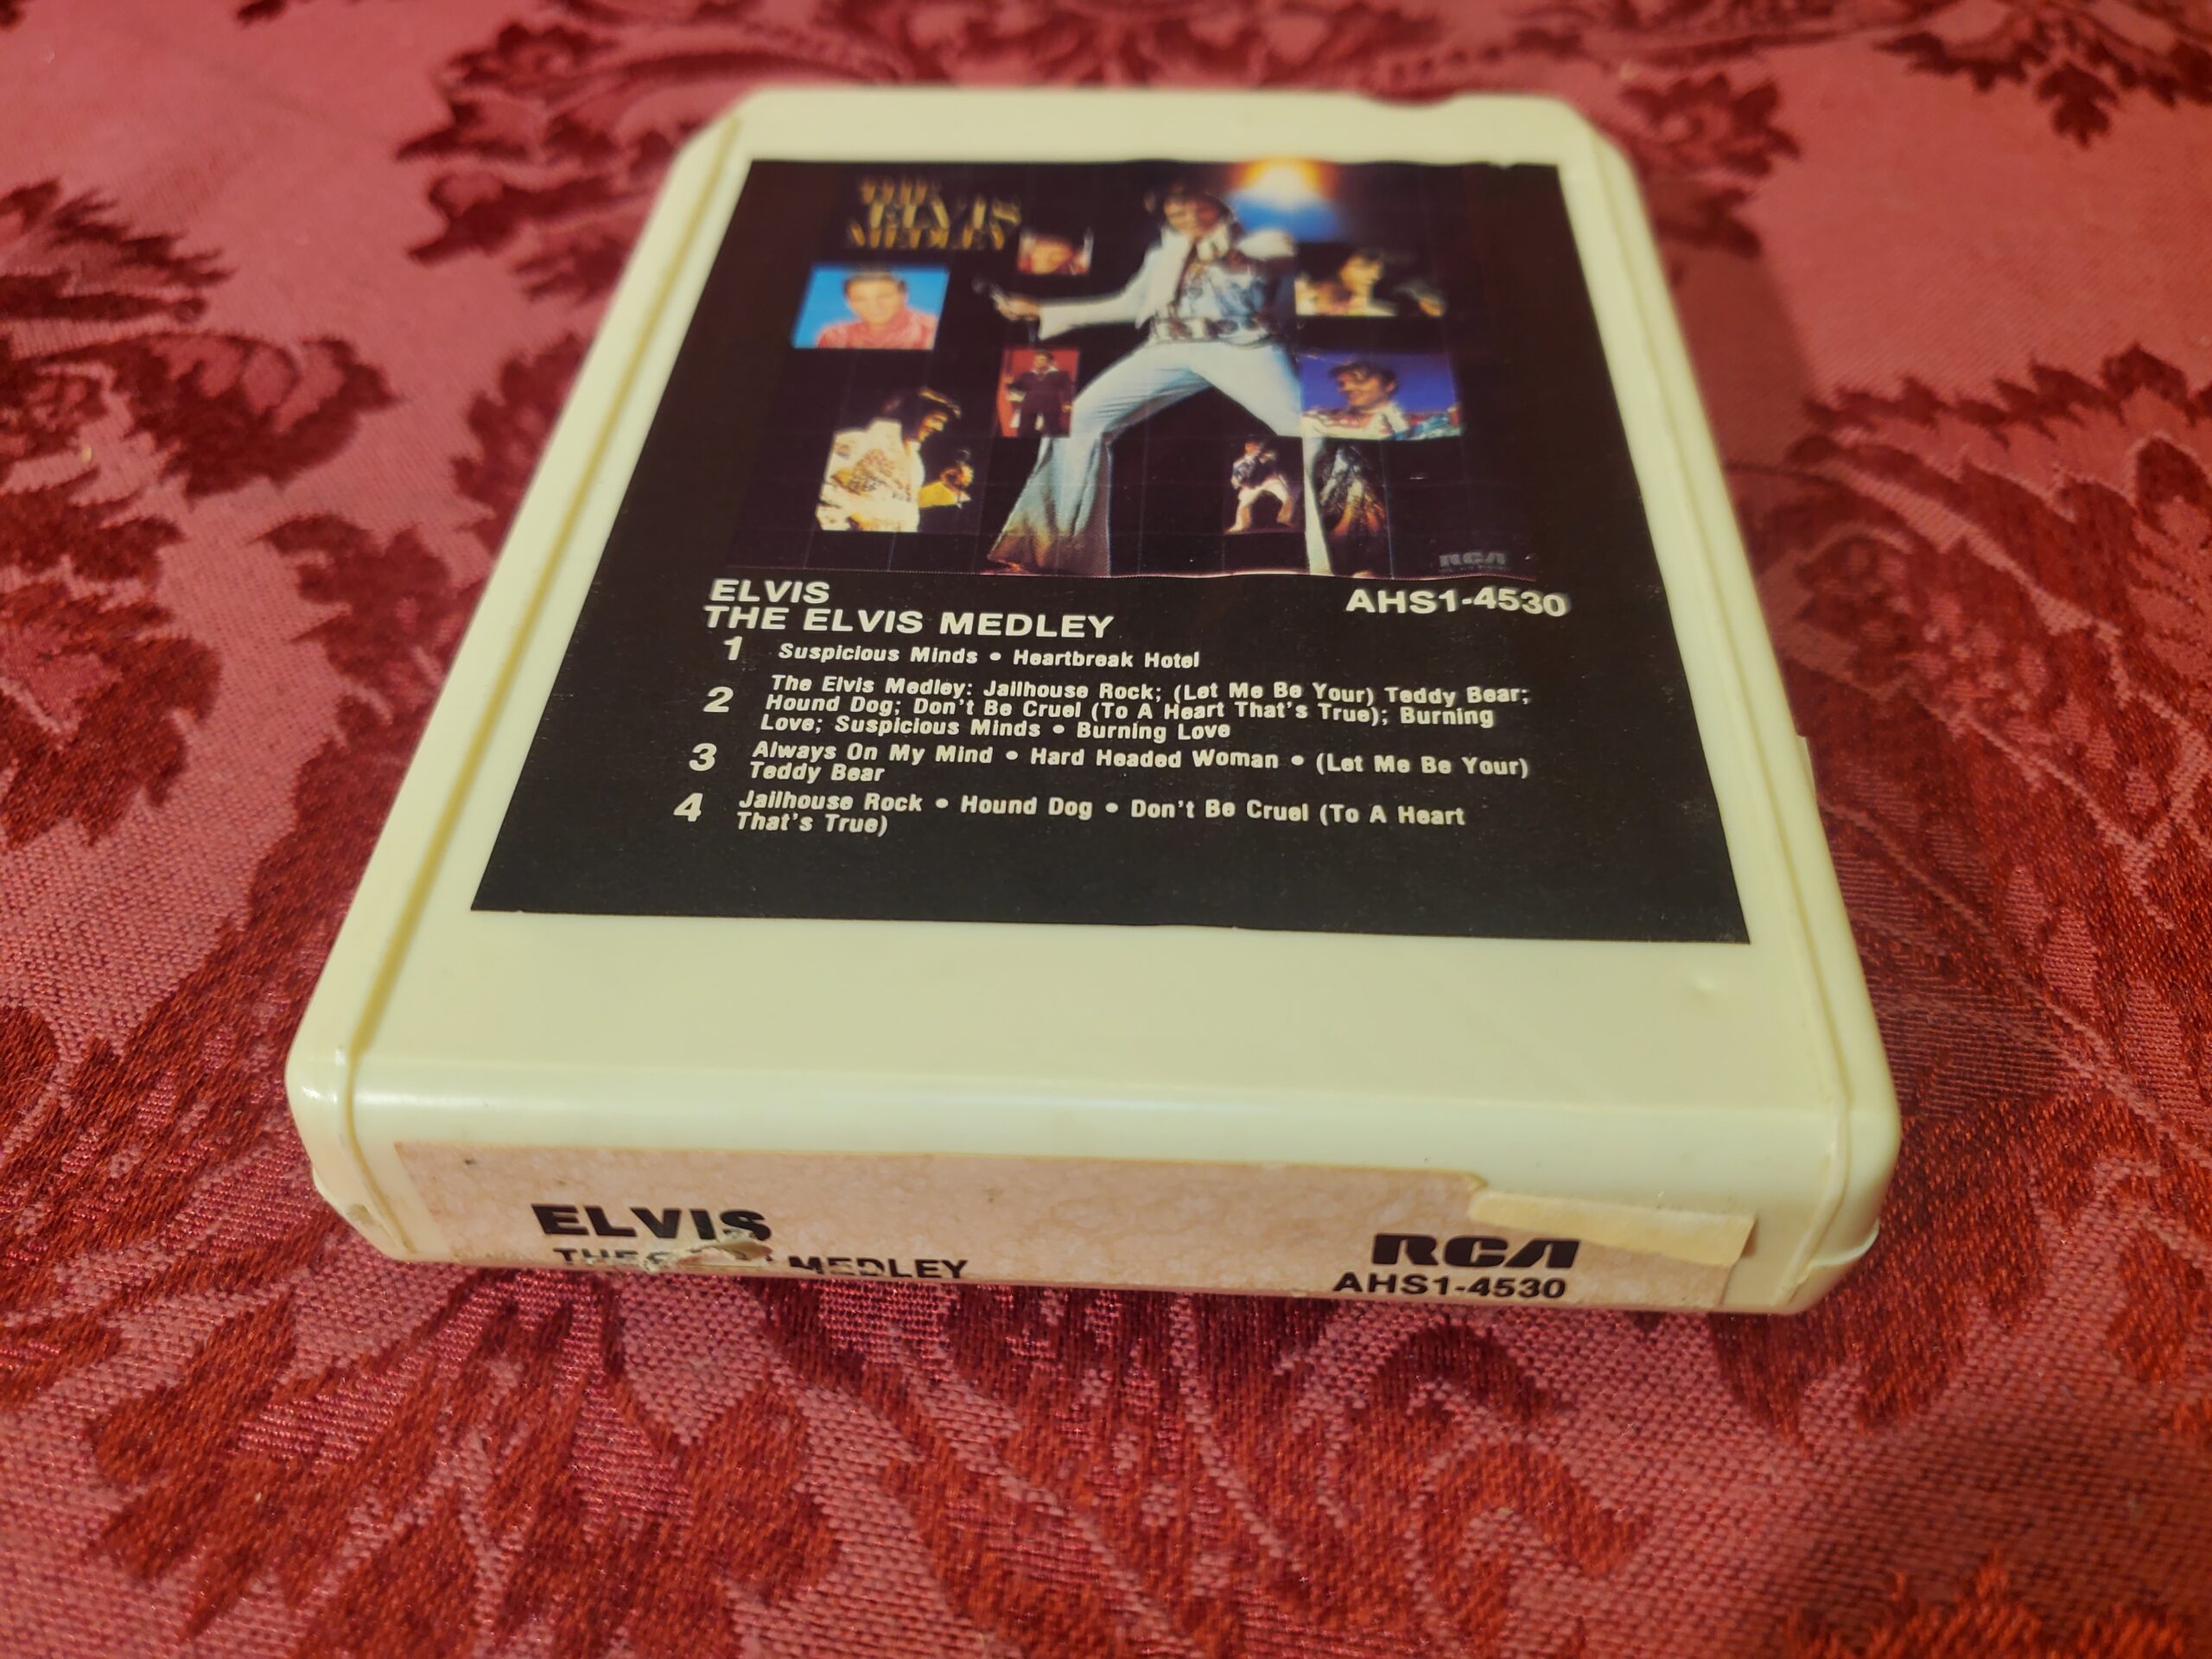 THE
ELVIS
MEDLEY
RCA
ELVIS
AHS1-4530
THE ELVIS MEDLEY
1 Suspicious Minds • Heartbreak Hotel
2 The Elvis Medley: Jailhouse Rock; (Let Me Be Your) Teddy Bear;
Hound Dog; Don't Be Cruel (To A Heart That's True); Burning
Love; Suspicious Minds • Burning Love
3 Always On My Mind • Hard Headed Woman • (Let Me Be Your)
Teddy Bear
4 Jailhouse Rock • Hound Dog • Don't Be Cruel (To A Heart
That's True)
ELVIS
THE MEDLEY
RCA
AHS1-4530